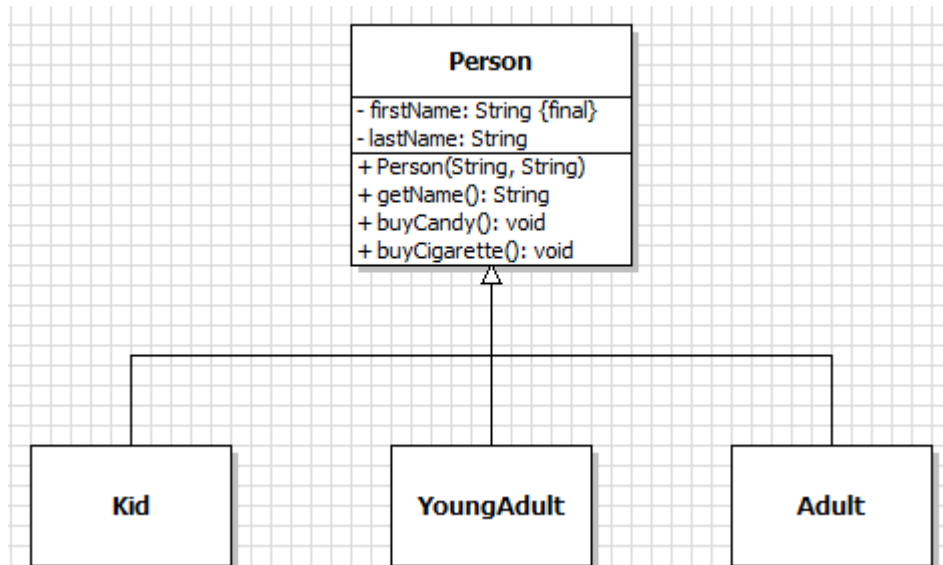 Person
- firstName: String {final}
- lastName: String
+ Person(String, String)
+ getName(): String
+ buyCandy(): void
+ buyCigarette(): void
Kid
YoungAdult
Adult